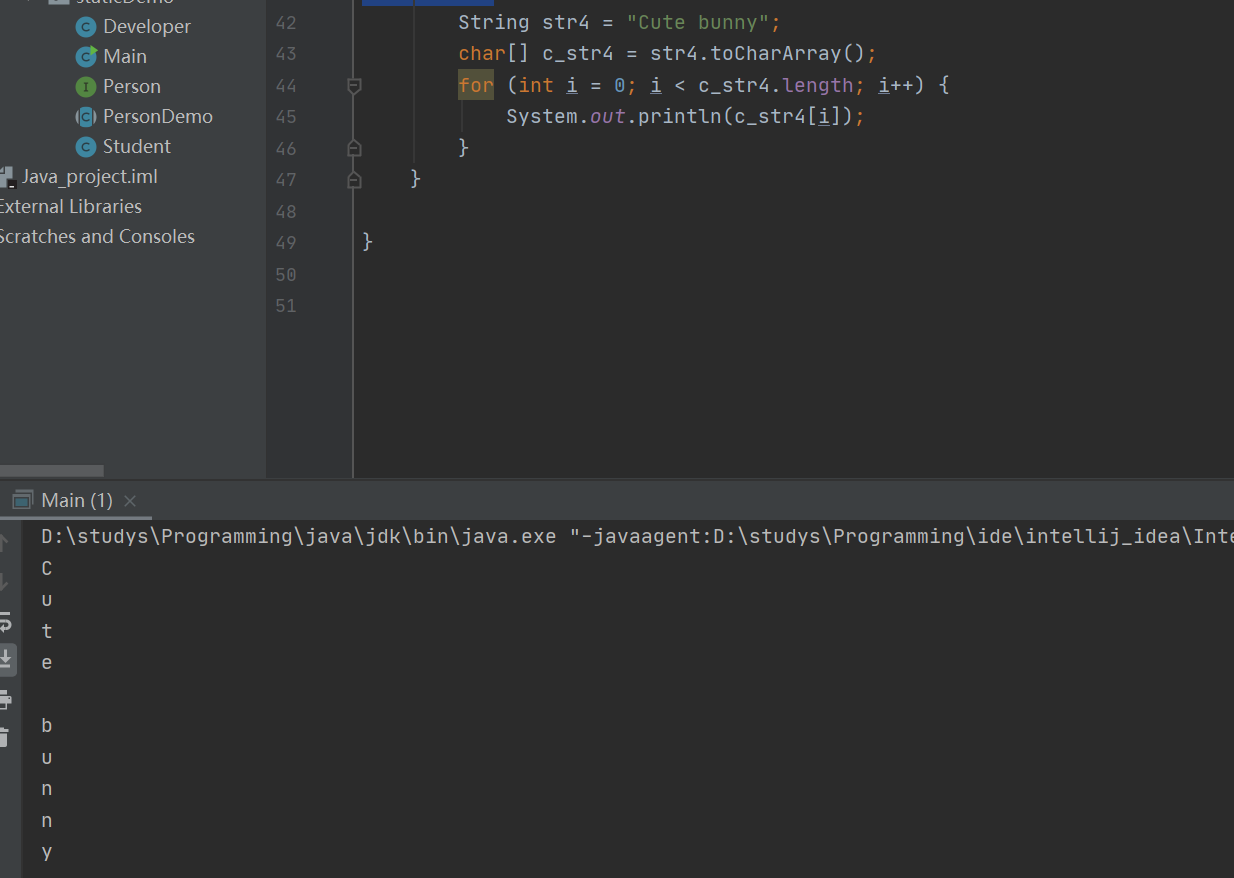 staticDemo
Developer
Main
Person
PersonDemo
Student
Java_project.iml
External Libraries
Scratches and Consoles
42 String str4 = "Cute bunny";
43 char[] c_str4 = str4.toCharArray();
44 for (int i = 0; i < c_str4.length; i++) {
45 System.out.println(c_str4[i]);
46 }
47 }
48
49 }
50
51
Main (1)
D:\studys\Programming\java\jdk\bin\java.exe "-javaagent:D:\studys\Programming\ide\intellij_idea\Inte
C
u
t
e
b
u
n
n
y